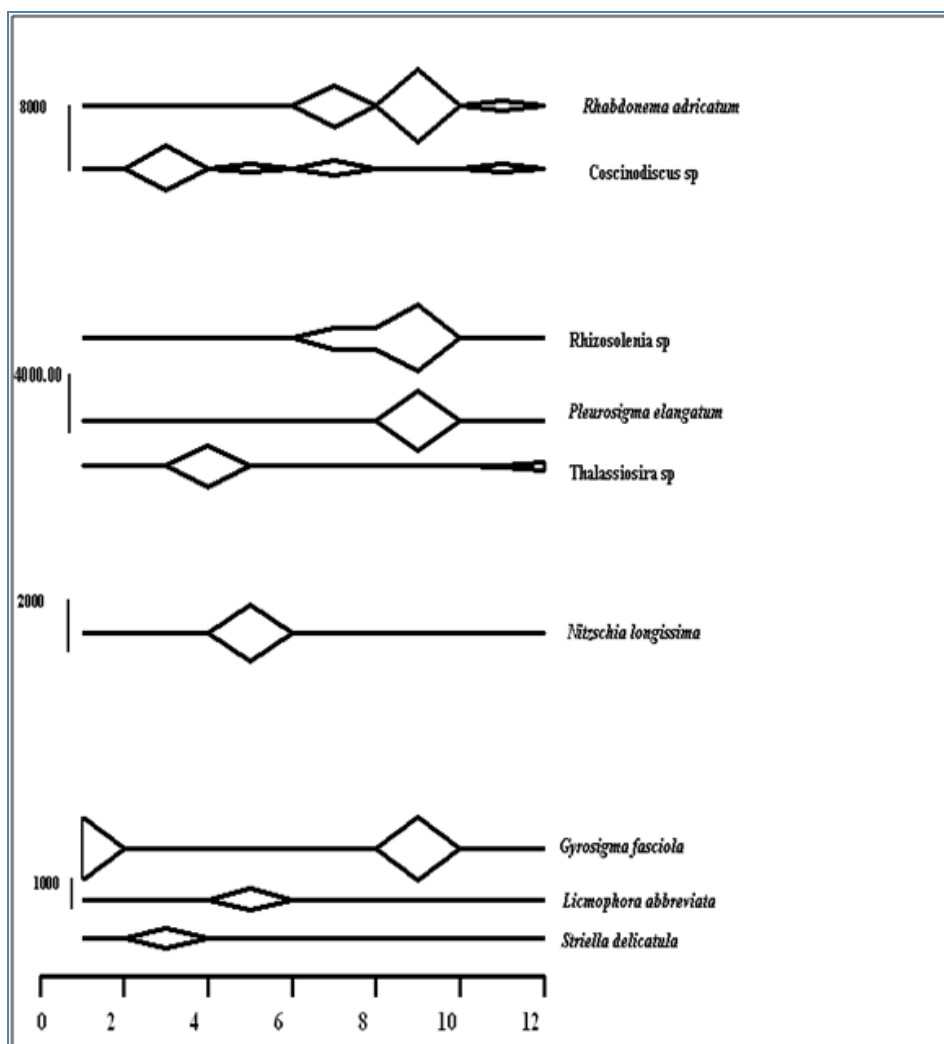 8000
Rhabdonema adricatum
Coscinodiscus sp
Rhizosolenia sp
4000.00
Pleurosigma elangatum
Thalassiosira sp
2000
Nitzschia longissima
Gyrosigma fasciola
1000
Licmophora abbreviata
Striella delicatula
0 2 4 6 8 10 12